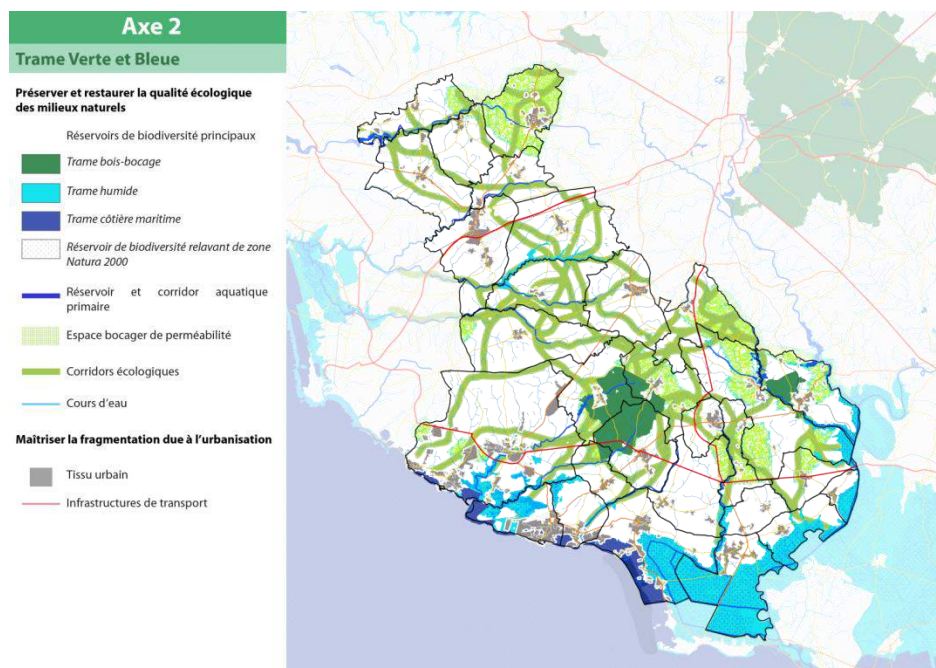 Axe 2
Trame Verte et Bleue
Préserver et restaurer la qualité écologique
des milieux naturels
Réservoirs de biodiversité principaux
Trame bois-bocage
Trame humide
Trame côtière maritime
Réservoir de biodiversité relevant de zone
Natura 2000
Réservoir et corridor aquatique
primaire
Espace bocager de perméabilité
Corridors écologiques
Cours d'eau
Maîtriser la fragmentation due à l'urbanisation
Tissu urbain
Infrastructures de transport